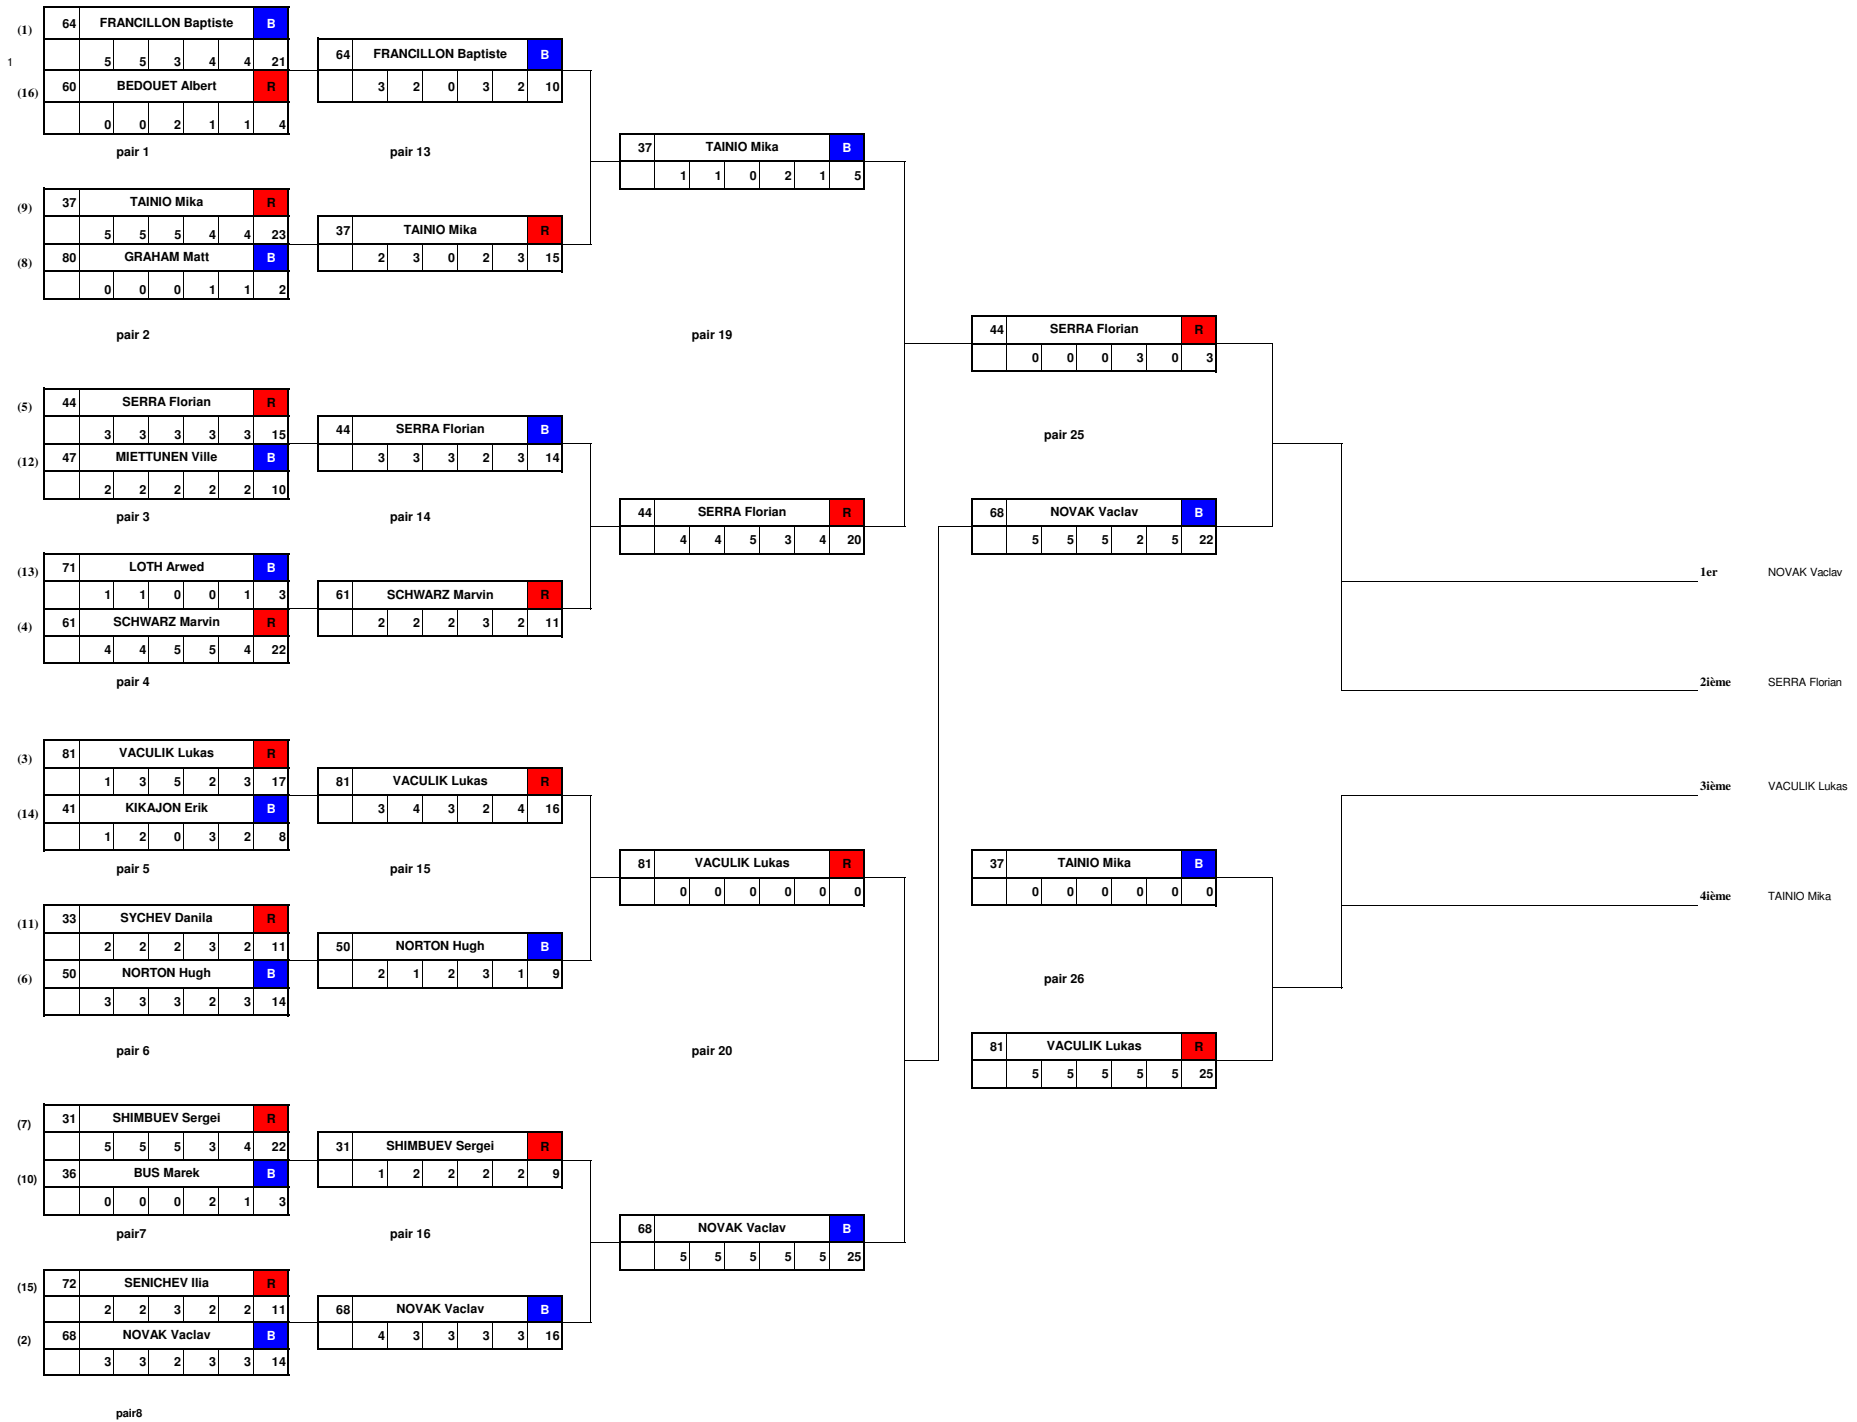 (1) 64 FRANCILLON Baptiste B
1 5 5 3 4 4 21
(16) 60 BEDOUET Albert R
0 0 2 1 1 4
pair 1
(9) 37 TAINIO Mika R
5 5 5 4 4 23
(8) 80 GRAHAM Matt B
0 0 0 1 1 2
pair 2
(5) 44 SERRA Florian R
3 3 3 3 3 15
(12) 47 MIETTUNEN Ville B
2 2 2 2 2 10
pair 3
(13) 71 LOTH Arwed B
1 1 0 0 1 3
(4) 61 SCHWARZ Marvin R
4 4 5 5 4 22
pair 4
(3) 81 VACULIK Lukas R
1 3 5 2 3 17
(14) 41 KIKAJON Erik B
1 2 0 3 2 8
pair 5
(11) 33 SYCHEV Danila R
2 2 2 3 2 11
(6) 50 NORTON Hugh B
3 3 3 2 3 14
pair 6
(7) 31 SHIMBUEV Sergei R
5 5 5 3 4 22
(10) 36 BUS Marek B
0 0 0 2 1 3
pair7
(15) 72 SENICHEV Ilia R
2 2 3 2 2 11
(2) 68 NOVAK Vaclav B
3 3 2 3 3 14
pair8
64 FRANCILLON Baptiste B
3 2 0 3 2 10
pair 13
37 TAINIO Mika R
2 3 0 2 3 15
44 SERRA Florian B
3 3 3 2 3 14
pair 14
61 SCHWARZ Marvin R
2 2 2 3 2 11
81 VACULIK Lukas R
3 4 3 2 4 16
pair 15
50 NORTON Hugh B
2 1 2 3 1 9
31 SHIMBUEV Sergei R
1 2 2 2 2 9
pair 16
68 NOVAK Vaclav B
4 3 3 3 3 16
37 TAINIO Mika B
1 1 0 2 1 5
pair 19
44 SERRA Florian R
4 4 5 3 4 20
81 VACULIK Lukas R
0 0 0 0 0 0
pair 20
68 NOVAK Vaclav B
5 5 5 5 5 25
44 SERRA Florian R
0 0 0 3 0 3
pair 25
68 NOVAK Vaclav B
5 5 5 2 5 22
37 TAINIO Mika B
0 0 0 0 0 0
pair 26
81 VACULIK Lukas R
5 5 5 5 5 25
1er NOVAK Vaclav
2ième SERRA Florian
3ième VACULIK Lukas
4ième TAINIO Mika